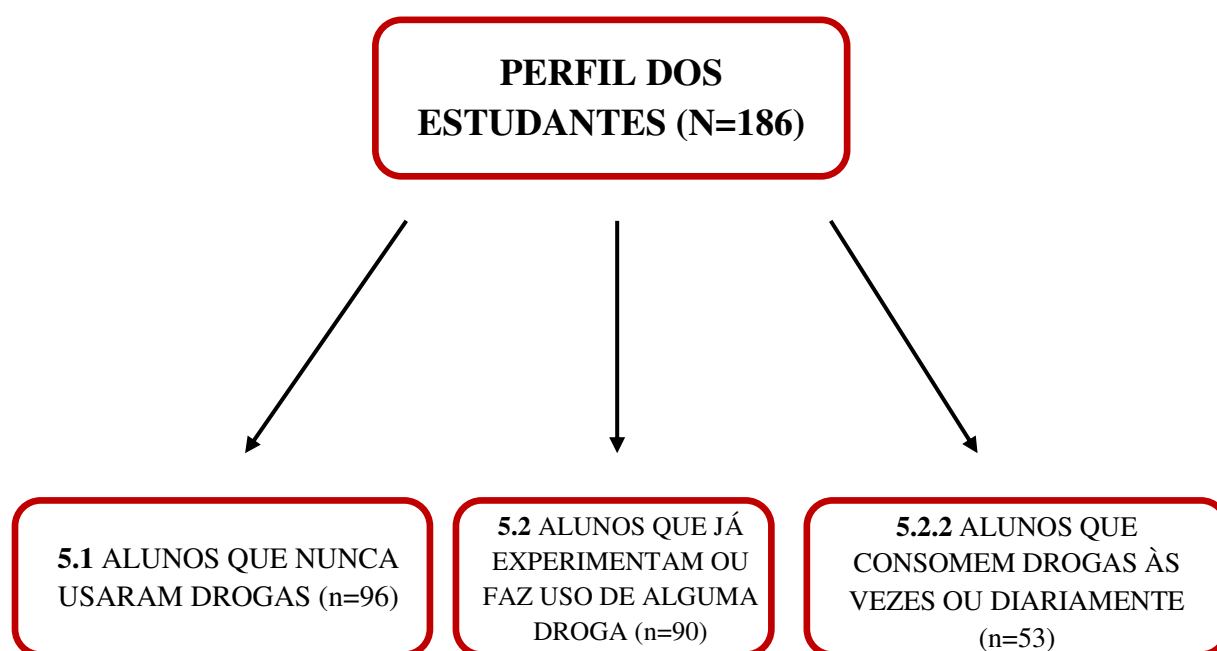 PERFIL DOS
ESTUDANTES (N=186)
5.1 ALUNOS QUE NUNCA
USARAM DROGAS (n=96)
5.2 ALUNOS QUE JÁ
EXPERIMENTAM OU
FAZ USO DE ALGUMA
DROGA (n=90)
5.2.2 ALUNOS QUE
CONSOMEM DROGAS ÀS
VEZES OU DIARIAMENTE
(n=53)